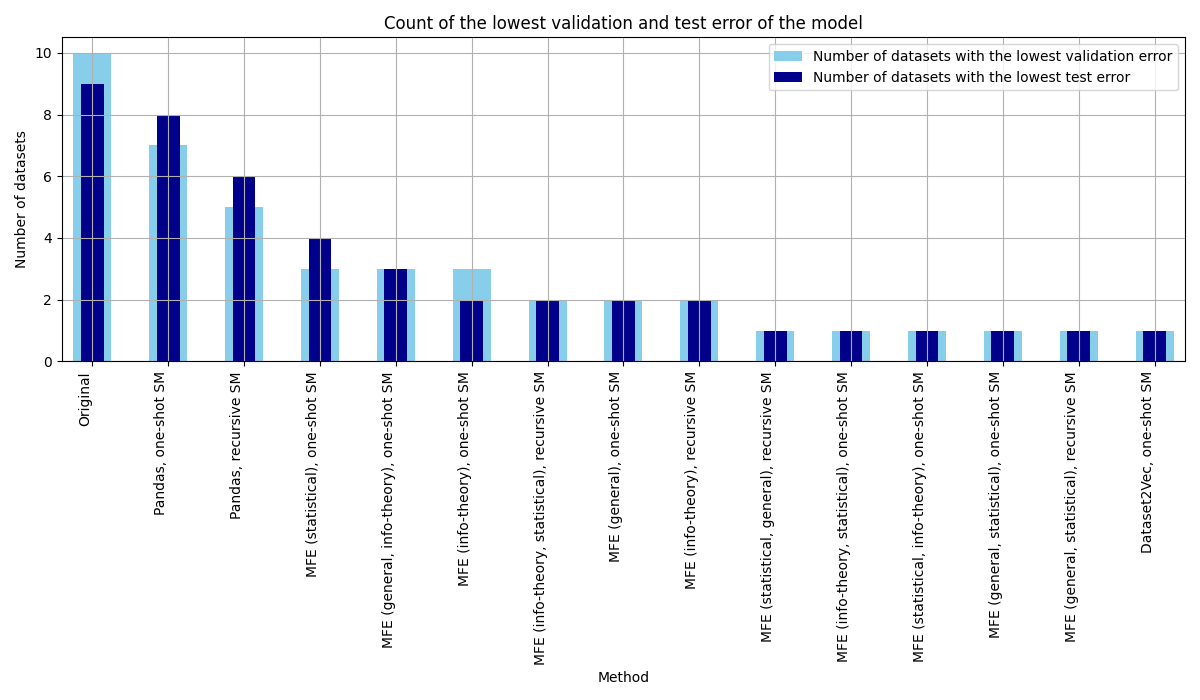 Count of the lowest validation and test error of the model
Number of datasets with the lowest validation error
Number of datasets with the lowest test error
Number of datasets
10
8
6
4
2
0
Original
Pandas, one-shot SM
Pandas, recursive SM
MFE (statistical), one-shot SM
MFE (general, info-theory), one-shot SM
MFE (info-theory), one-shot SM
MFE (info-theory, statistical), recursive SM
MFE (general), one-shot SM
MFE (info-theory), recursive SM
MFE (statistical, general), recursive SM
MFE (info-theory, statistical), one-shot SM
MFE (statistical, info-theory), one-shot SM
MFE (general, statistical), one-shot SM
MFE (general, statistical), recursive SM
Dataset2Vec, one-shot SM
Method